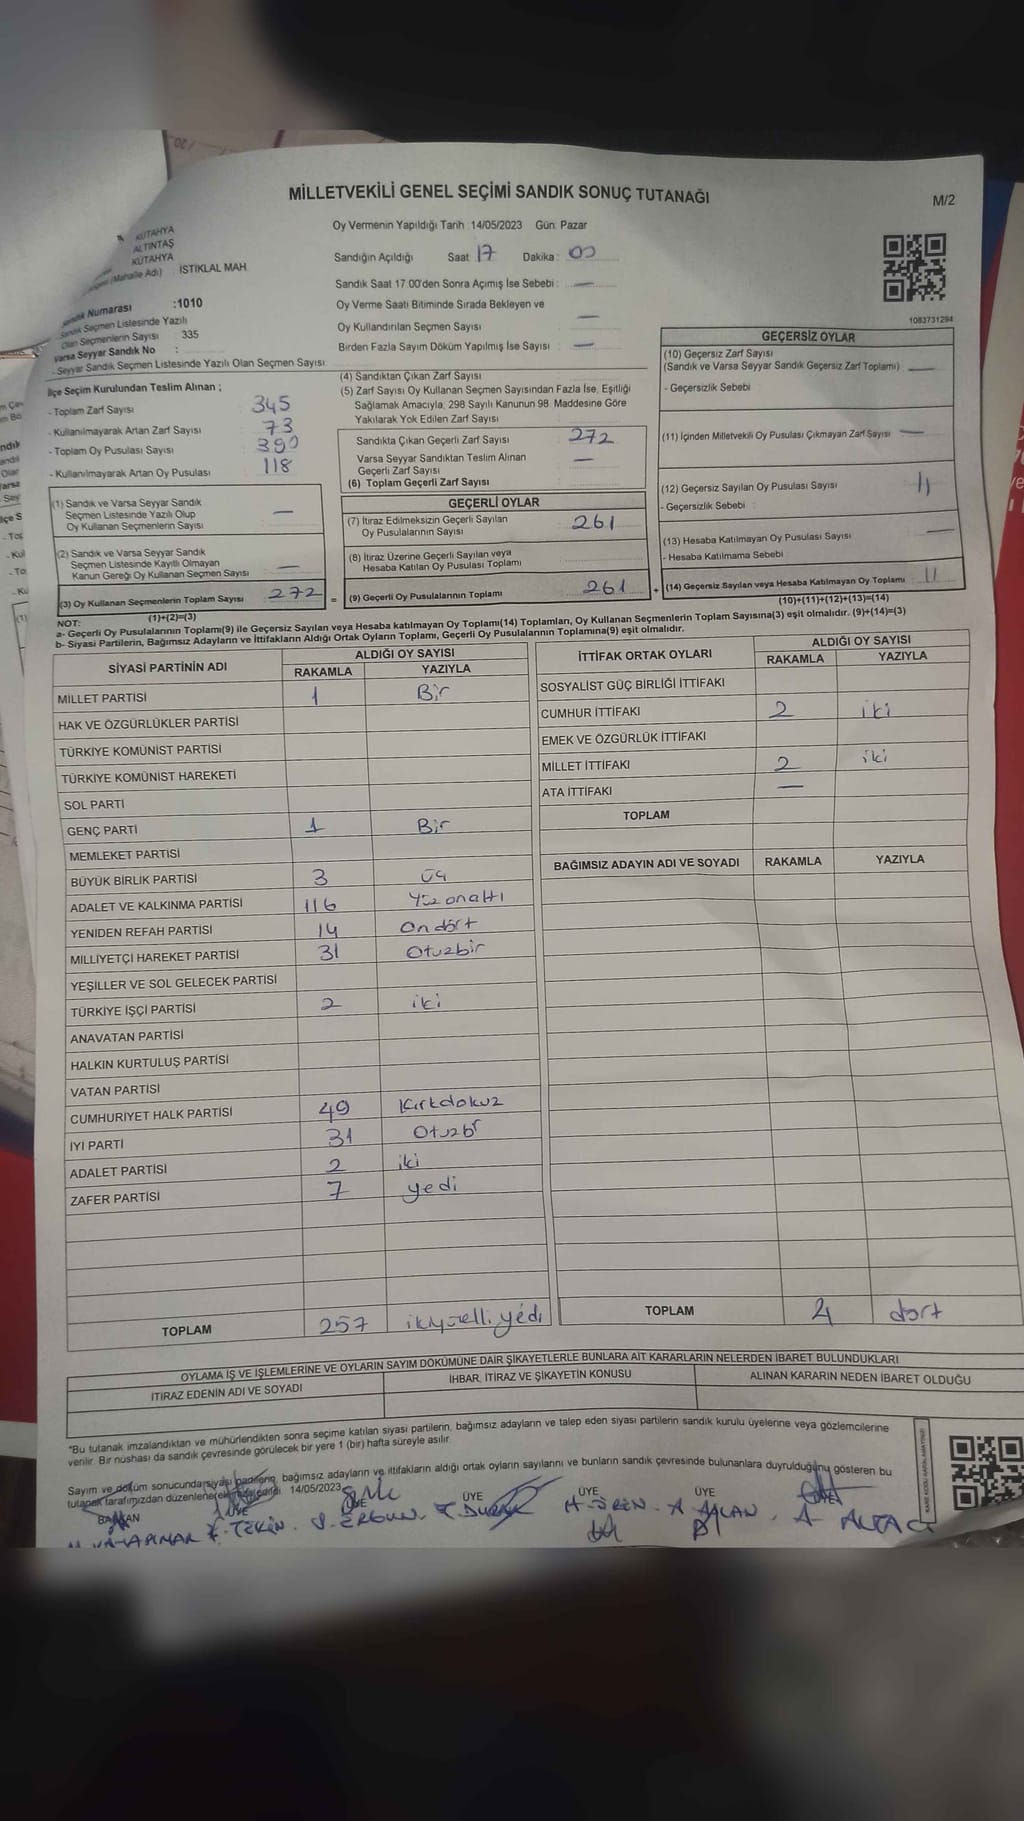 MİLLETVEKİLİ GENEL SEÇİMİ SANDIK SONUÇ TUTANAĞI
M/2
KÜTAHYA
ALTINTAŞ
KÜTAHYA
(Mahalle Adı) : İSTİKLAL MAH.
Sandık Numarası :1010
Sandık Seçmen Listesinde Yazılı
Olan Seçmenlerin Sayısı : 335
Varsa Seyyar Sandık No :
- Seyyar Sandık Seçmen Listesinde Yazılı Olan Seçmen Sayısı :
Oy Vermenin Yapıldığı Tarih :14/05/2023 Gün: Pazar
Sandığın Açıldığı Saat 17 Dakika : 00
Sandık Saat 17.00'den Sonra Açımış İse Sebebi : —
Oy Verme Saati Bitiminde Sırada Bekleyen ve
Oy Kullandırılan Seçmen Sayısı —
Birden Fazla Sayım Döküm Yapılmış İse Sayısı : —
1083731294
İlçe Seçim Kurulundan Teslim Alınan ;
- Toplam Zarf Sayısı 345
- Kullanılmayarak Artan Zarf Sayısı 73
- Toplam Oy Pusulası Sayısı 390
- Kullanılmayarak Artan Oy Pusulası 118
(1) Sandık ve Varsa Seyyar Sandık
Seçmen Listesinde Yazılı Olup
Oy Kullanan Seçmenlerin Sayısı —
(2) Sandık ve Varsa Seyyar Sandık
Seçmen Listesinde Kayıtlı Olmayan
Kanun Gereği Oy Kullanan Seçmen Sayısı —
(3) Oy Kullanan Seçmenlerin Toplam Sayısı 272 =
(1)+(2)=(3)
(4) Sandıktan Çıkan Zarf Sayısı
(5) Zarf Sayısı Oy Kullanan Seçmen Sayısından Fazla İse, Eşitliği
Sağlamak Amacıyla; 298 Sayılı Kanunun 98. Maddesine Göre
Yakılarak Yok Edilen Zarf Sayısı
Sandıkta Çıkan Geçerli Zarf Sayısı 272
Varsa Seyyar Sandıktan Teslim Alınan
Geçerli Zarf Sayısı —
(6) Toplam Geçerli Zarf Sayısı
GEÇERLİ OYLAR
(7) İtiraz Edilmeksizin Geçerli Sayılan
Oy Pusulalarının Sayısı 261
(8) İtiraz Üzerine Geçerli Sayılan veya
Hesaba Katılan Oy Pusulası Toplamı
(9) Geçerli Oy Pusulalarının Toplamı 261 +
GEÇERSİZ OYLAR
(10) Geçersiz Zarf Sayısı
(Sandık ve Varsa Seyyar Sandık Geçersiz Zarf Toplamı) —
- Geçersizlik Sebebi
(11) İçinden Milletvekili Oy Pusulası Çıkmayan Zarf Sayısı —
(12) Geçersiz Sayılan Oy Pusulası Sayısı 11
- Geçersizlik Sebebi :
(13) Hesaba Katılmayan Oy Pusulası Sayısı —
- Hesaba Katılmama Sebebi
(14) Geçersiz Sayılan veya Hesaba Katılmayan Oy Toplamı 11
(10)+(11)+(12)+(13)=(14)
NOT:
a- Geçerli Oy Pusulalarının Toplamı(9) ile Geçersiz Sayılan veya Hesaba katılmayan Oy Toplamı(14) Toplamları, Oy Kullanan Seçmenlerin Toplam Sayısına(3) eşit olmalıdır. (9)+(14)=(3)
b- Siyasi Partilerin, Bağımsız Adayların ve İttifakların Aldığı Ortak Oyların Toplamı, Geçerli Oy Pusulalarının Toplamına(9) eşit olmalıdır.
SİYASİ PARTİNİN ADI ALDIĞI OY SAYISI
RAKAMLA YAZIYLA
MİLLET PARTİSİ 1 Bir
HAK VE ÖZGÜRLÜKLER PARTİSİ
TÜRKİYE KOMÜNİST PARTİSİ
TÜRKİYE KOMÜNİST HAREKETİ
SOL PARTİ
GENÇ PARTİ 1 Bir
MEMLEKET PARTİSİ
BÜYÜK BİRLİK PARTİSİ 3 üç
ADALET VE KALKINMA PARTİSİ 116 Yüzonaltı
YENİDEN REFAH PARTİSİ 14 Ondört
MİLLİYETÇİ HAREKET PARTİSİ 31 Otuzbir
YEŞİLLER VE SOL GELECEK PARTİSİ
TÜRKİYE İŞÇİ PARTİSİ 2 iki
ANAVATAN PARTİSİ
HALKIN KURTULUŞ PARTİSİ
VATAN PARTİSİ
CUMHURİYET HALK PARTİSİ 49 Kırkdokuz
İYİ PARTİ 31 Otuzbr
ADALET PARTİSİ 2 iki
ZAFER PARTİSİ 7 yedi
TOPLAM 257 ikiyüzelliyedi
İTTİFAK ORTAK OYLARI ALDIĞI OY SAYISI
RAKAMLA YAZIYLA
SOSYALİST GÜÇ BİRLİĞİ İTTİFAKI
CUMHUR İTTİFAKI 2 iki
EMEK VE ÖZGÜRLÜK İTTİFAKI
MİLLET İTTİFAKI 2 iki
ATA İTTİFAKI —
TOPLAM
BAĞIMSIZ ADAYIN ADI VE SOYADI RAKAMLA YAZIYLA
TOPLAM 4 dört
OYLAMA İŞ VE İŞLEMLERİNE VE OYLARIN SAYIM DÖKÜMÜNE DAİR ŞİKAYETLERLE BUNLARA AİT KARARLARIN NELERDEN İBARET BULUNDUKLARI
İTİRAZ EDENİN ADI VE SOYADI İHBAR, İTİRAZ VE ŞİKAYETİN KONUSU ALINAN KARARIN NEDEN İBARET OLDUĞU
*Bu tutanak imzalandıktan ve mühürlendikten sonra seçime katılan siyasi partilerin, bağımsız adayların ve talep eden siyasi partilerin sandık kurulu üyelerine veya gözlemcilerine
verilir. Bir nüshası da sandık çevresinde görülecek bir yere 1 (bir) hafta süreyle asılır.
Sayım ve döküm sonucunda siyasi partilerin, bağımsız adayların ve ittifakların aldığı ortak oyların sayılarını ve bunların sandık çevresinde bulunanlara duyrulduğunu gösteren bu
tutanak tarafımızdan düzenlenerek 14/05/2023
BAŞKAN ÜYE ÜYE ÜYE ÜYE ÜYE ÜYE
TEKİN S. ERGUN H. ÖREN A